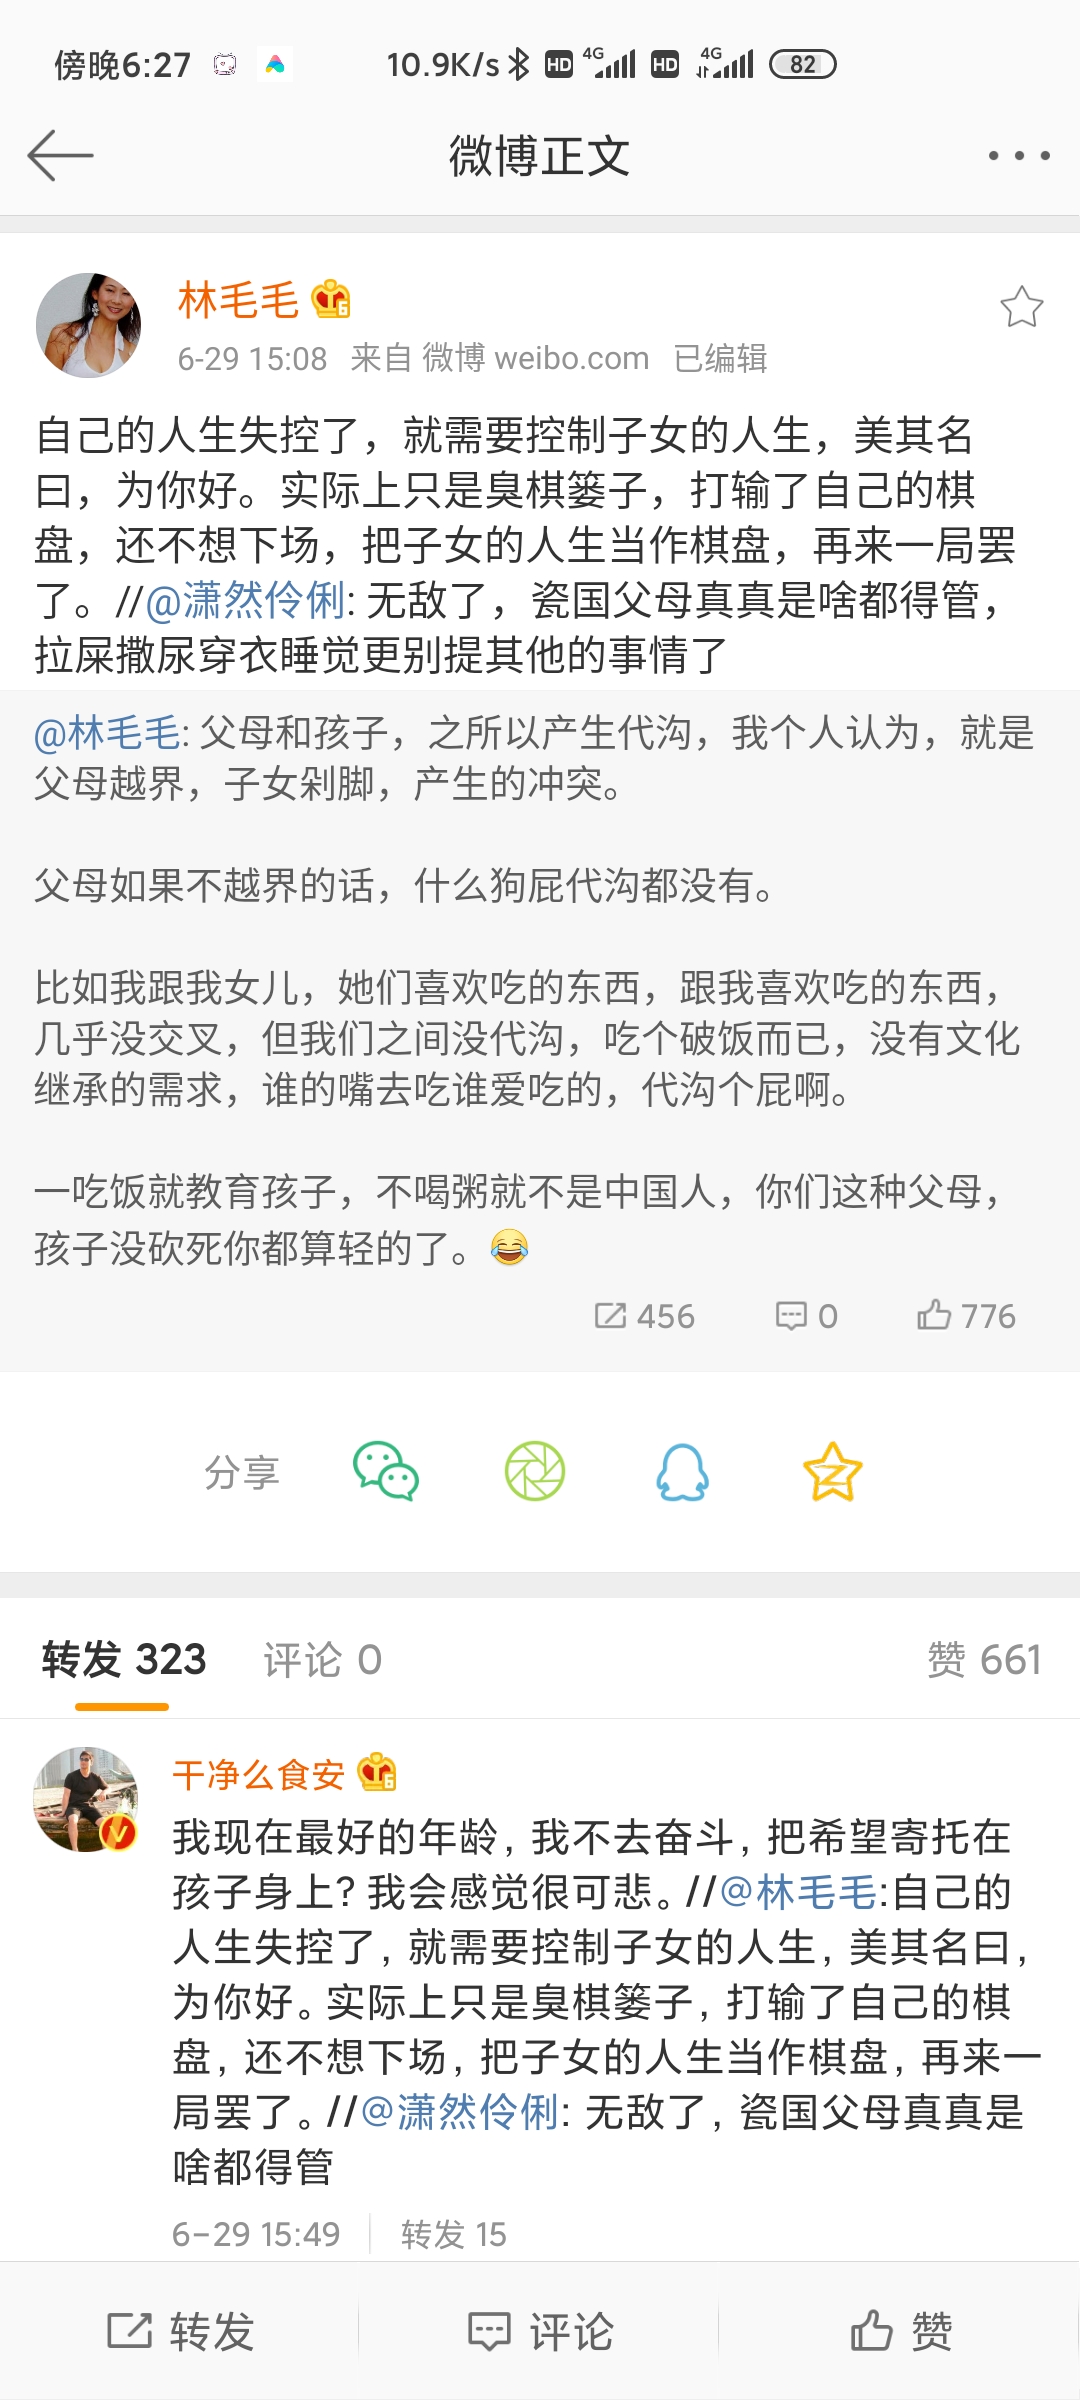 傍晚6:27 10.9K/s HD 4G HD 4G 82
微博正文
林毛毛 6
6-29 15:08 来自 微博 weibo.com 已编辑
自己的人生失控了，就需要控制子女的人生，美其名
曰，为你好。实际上只是臭棋篓子，打输了自己的棋
盘，还不想下场，把子女的人生当作棋盘，再来一局罢
了。//@潇然伶俐: 无敌了，瓷国父母真真是啥都得管，
拉屎撒尿穿衣睡觉更别提其他的事情了
@林毛毛: 父母和孩子，之所以产生代沟，我个人认为，就是
父母越界，子女剁脚，产生的冲突。
父母如果不越界的话，什么狗屁代沟都没有。
比如我跟我女儿，她们喜欢吃的东西，跟我喜欢吃的东西，
几乎没交叉，但我们之间没代沟，吃个破饭而已，没有文化
继承的需求，谁的嘴去吃谁爱吃的，代沟个屁啊。
一吃饭就教育孩子，不喝粥就不是中国人，你们这种父母，
孩子没砍死你都算轻的了。😂
456 0 776
分享
转发 323 评论 0 赞 661
干净么食安 6
我现在最好的年龄，我不去奋斗，把希望寄托在
孩子身上？我会感觉很可悲。//@林毛毛:自己的
人生失控了，就需要控制子女的人生，美其名曰，
为你好。实际上只是臭棋篓子，打输了自己的棋
盘，还不想下场，把子女的人生当作棋盘，再来一
局罢了。//@潇然伶俐: 无敌了，瓷国父母真真是
啥都得管
6-29 15:49 转发 15
转发 评论 赞